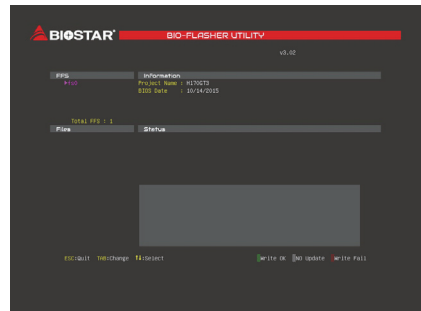 BIOSTAR
BIO-FLASHER UTILITY
v3.02
FFS
Information
fs0
Project Name : H170GT3
BIOS Date : 10/14/2015
Total FFS : 1
Files
Status
ESC:Quit TAB:Change ↑↓:Select
Write OK NO Update Write Fail